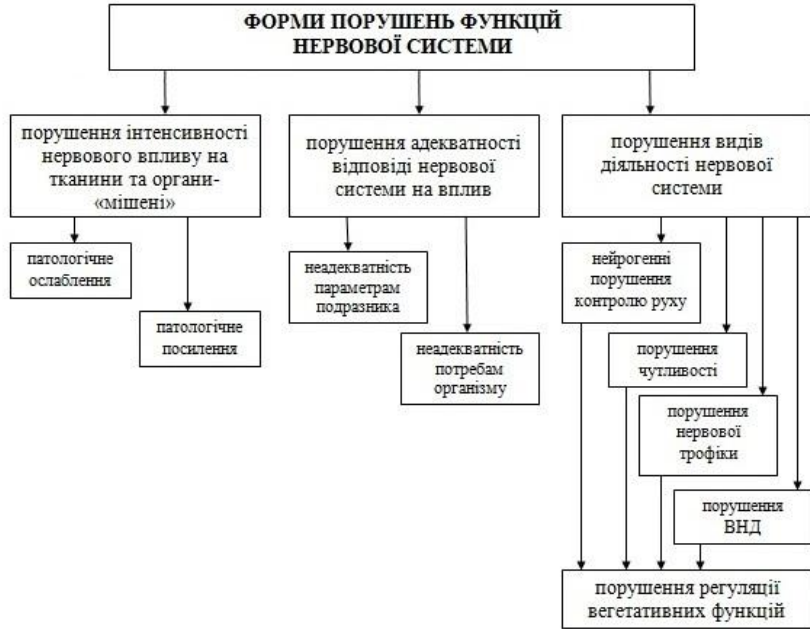 ФОРМИ ПОРУШЕНЬ ФУНКЦІЙ
НЕРВОВОЇ СИСТЕМИ
порушення інтенсивності
нервового впливу на
тканини та органи-
«мішені»
порушення адекватності
відповіді нервової
системи на вплив
порушення видів
діяльності нервової
системи
патологічне
ослаблення
патологічне
посилення
неадекватність
параметрам
подразника
неадекватність
потребам
організму
нейрогенні
порушення
контролю руху
порушення
чутливості
порушення
нервової
трофіки
порушення
ВНД
порушення регуляції
вегетативних функцій